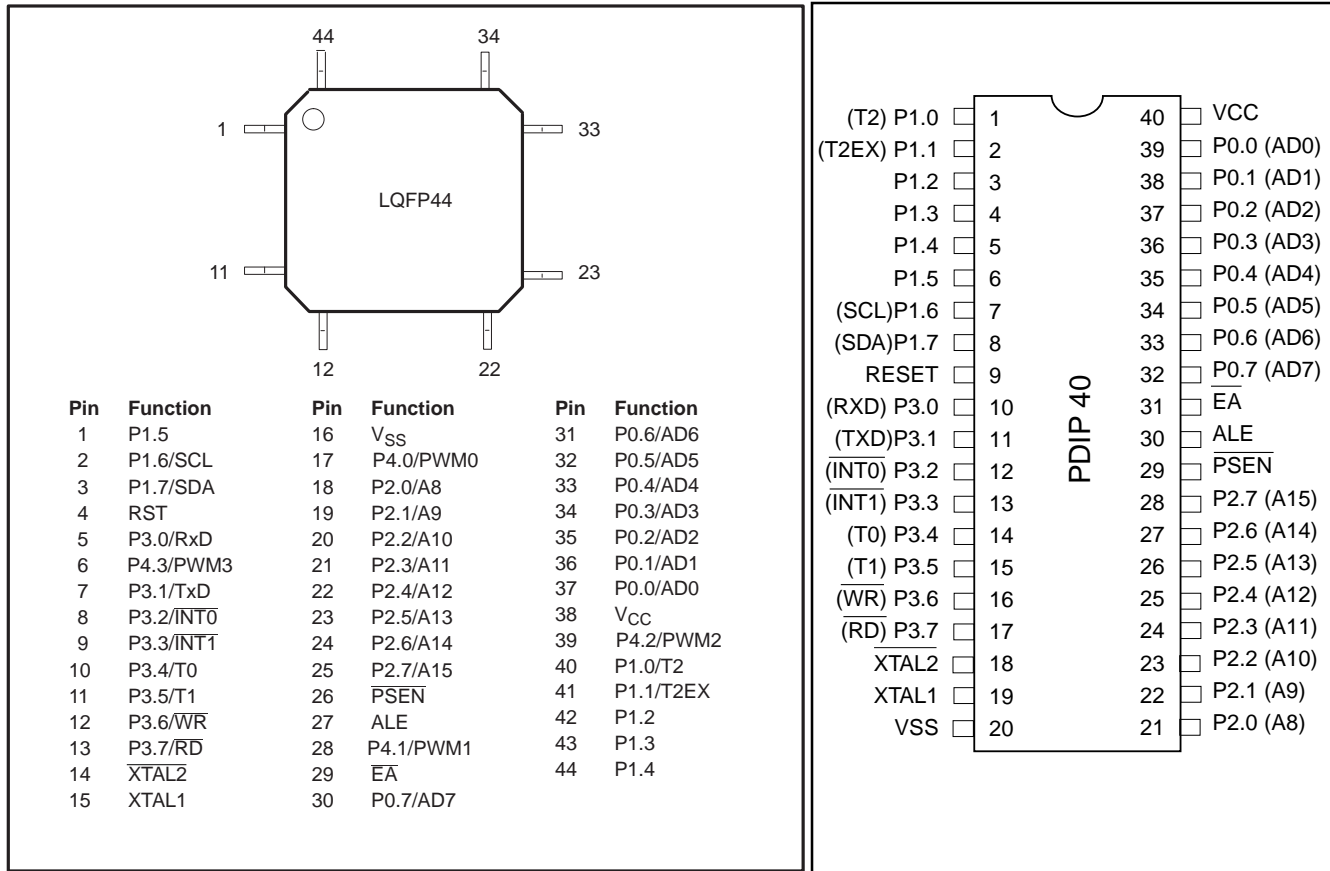 44 34
1 33
LQFP44
11 23
12 22
Pin Function Pin Function Pin Function
1 P1.5 16 VSS 31 P0.6/AD6
2 P1.6/SCL 17 P4.0/PWM0 32 P0.5/AD5
3 P1.7/SDA 18 P2.0/A8 33 P0.4/AD4
4 RST 19 P2.1/A9 34 P0.3/AD3
5 P3.0/RxD 20 P2.2/A10 35 P0.2/AD2
6 P4.3/PWM3 21 P2.3/A11 36 P0.1/AD1
7 P3.1/TxD 22 P2.4/A12 37 P0.0/AD0
8 P3.2/I̅N̅T̅0̅ 23 P2.5/A13 38 VCC
9 P3.3/I̅N̅T̅1̅ 24 P2.6/A14 39 P4.2/PWM2
10 P3.4/T0 25 P2.7/A15 40 P1.0/T2
11 P3.5/T1 26 P̅S̅E̅N̅ 41 P1.1/T2EX
12 P3.6/W̅R̅ 27 ALE 42 P1.2
13 P3.7/R̅D̅ 28 P4.1/PWM1 43 P1.3
14 X̅T̅A̅L̅2̅ 29 E̅A̅ 44 P1.4
15 XTAL1 30 P0.7/AD7
(T2) P1.0 1 40 VCC
(T2EX) P1.1 2 39 P0.0 (AD0)
P1.2 3 38 P0.1 (AD1)
P1.3 4 37 P0.2 (AD2)
P1.4 5 36 P0.3 (AD3)
P1.5 6 35 P0.4 (AD4)
(SCL)P1.6 7 34 P0.5 (AD5)
(SDA)P1.7 8 33 P0.6 (AD6)
RESET 9 32 P0.7 (AD7)
(RXD) P3.0 10 31 E̅A̅
(TXD)P3.1 11 30 ALE
(I̅N̅T̅0̅) P3.2 12 29 P̅S̅E̅N̅
(I̅N̅T̅1̅) P3.3 13 28 P2.7 (A15)
(T0) P3.4 14 27 P2.6 (A14)
(T1) P3.5 15 26 P2.5 (A13)
(W̅R̅) P3.6 16 25 P2.4 (A12)
(R̅D̅) P3.7 17 24 P2.3 (A11)
X̅T̅A̅L̅2̅ 18 23 P2.2 (A10)
XTAL1 19 22 P2.1 (A9)
VSS 20 21 P2.0 (A8)
PDIP 40